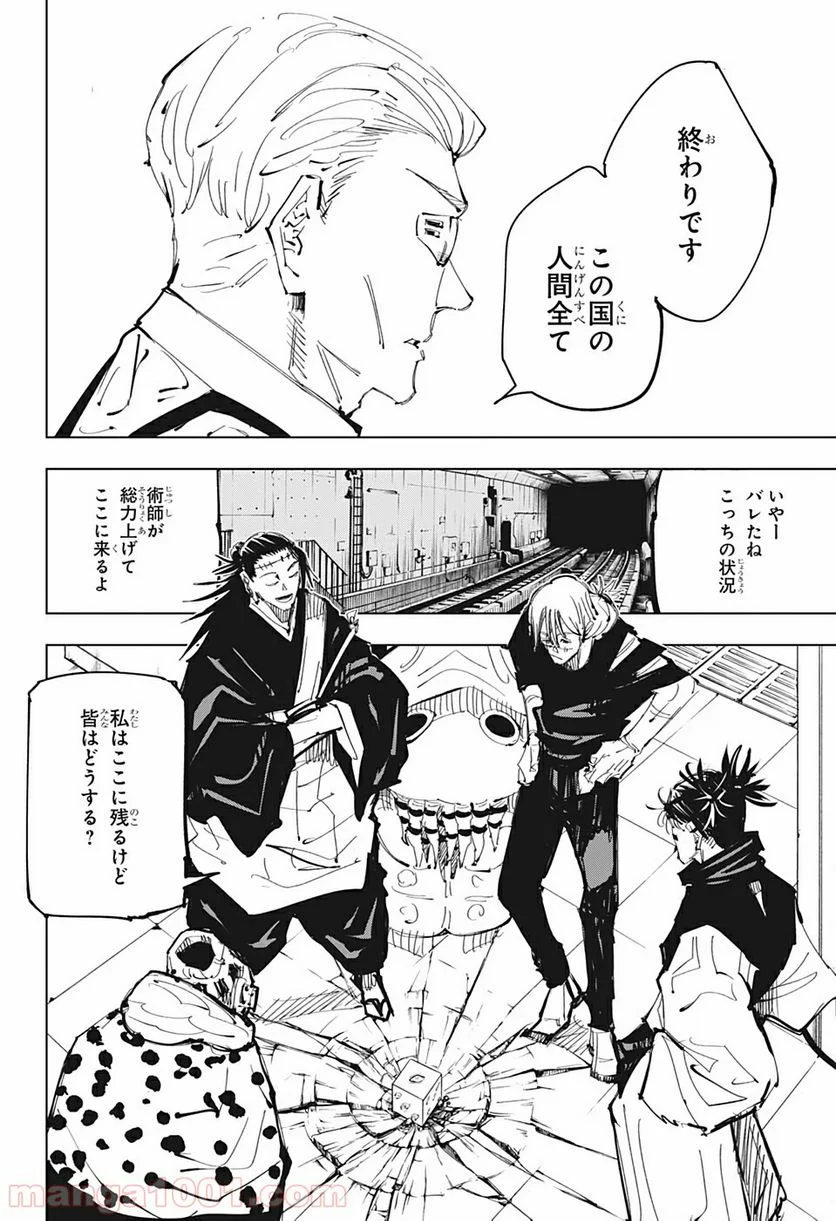 終わりです
この国の
人間全て
いやー
バレたね
こっちの状況
術師が
総力上げて
ここに来るよ
私はここに残るけど
皆はどうする?
manga1001.com